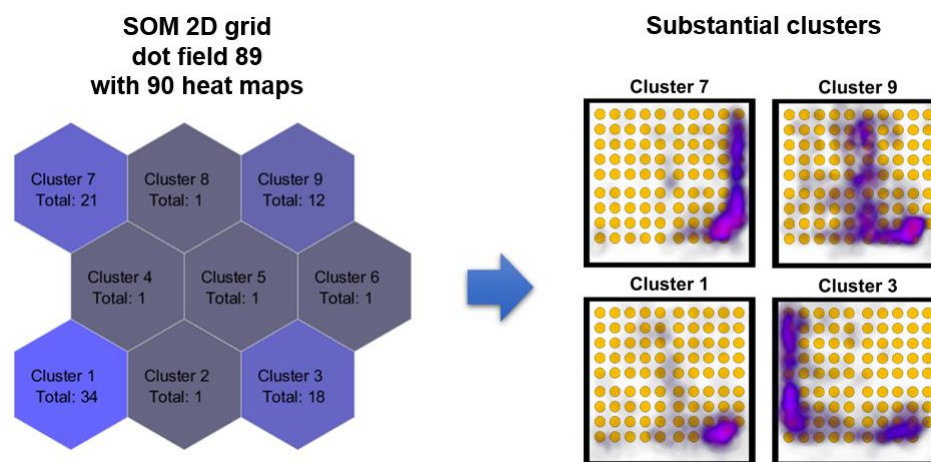 SOM 2D grid
dot field 89
with 90 heat maps
Cluster 7
Total: 21
Cluster 8
Total: 1
Cluster 9
Total: 12
Cluster 4
Total: 1
Cluster 5
Total: 1
Cluster 6
Total: 1
Cluster 1
Total: 34
Cluster 2
Total: 1
Cluster 3
Total: 18
Substantial clusters
Cluster 7
Cluster 9
Cluster 1
Cluster 3